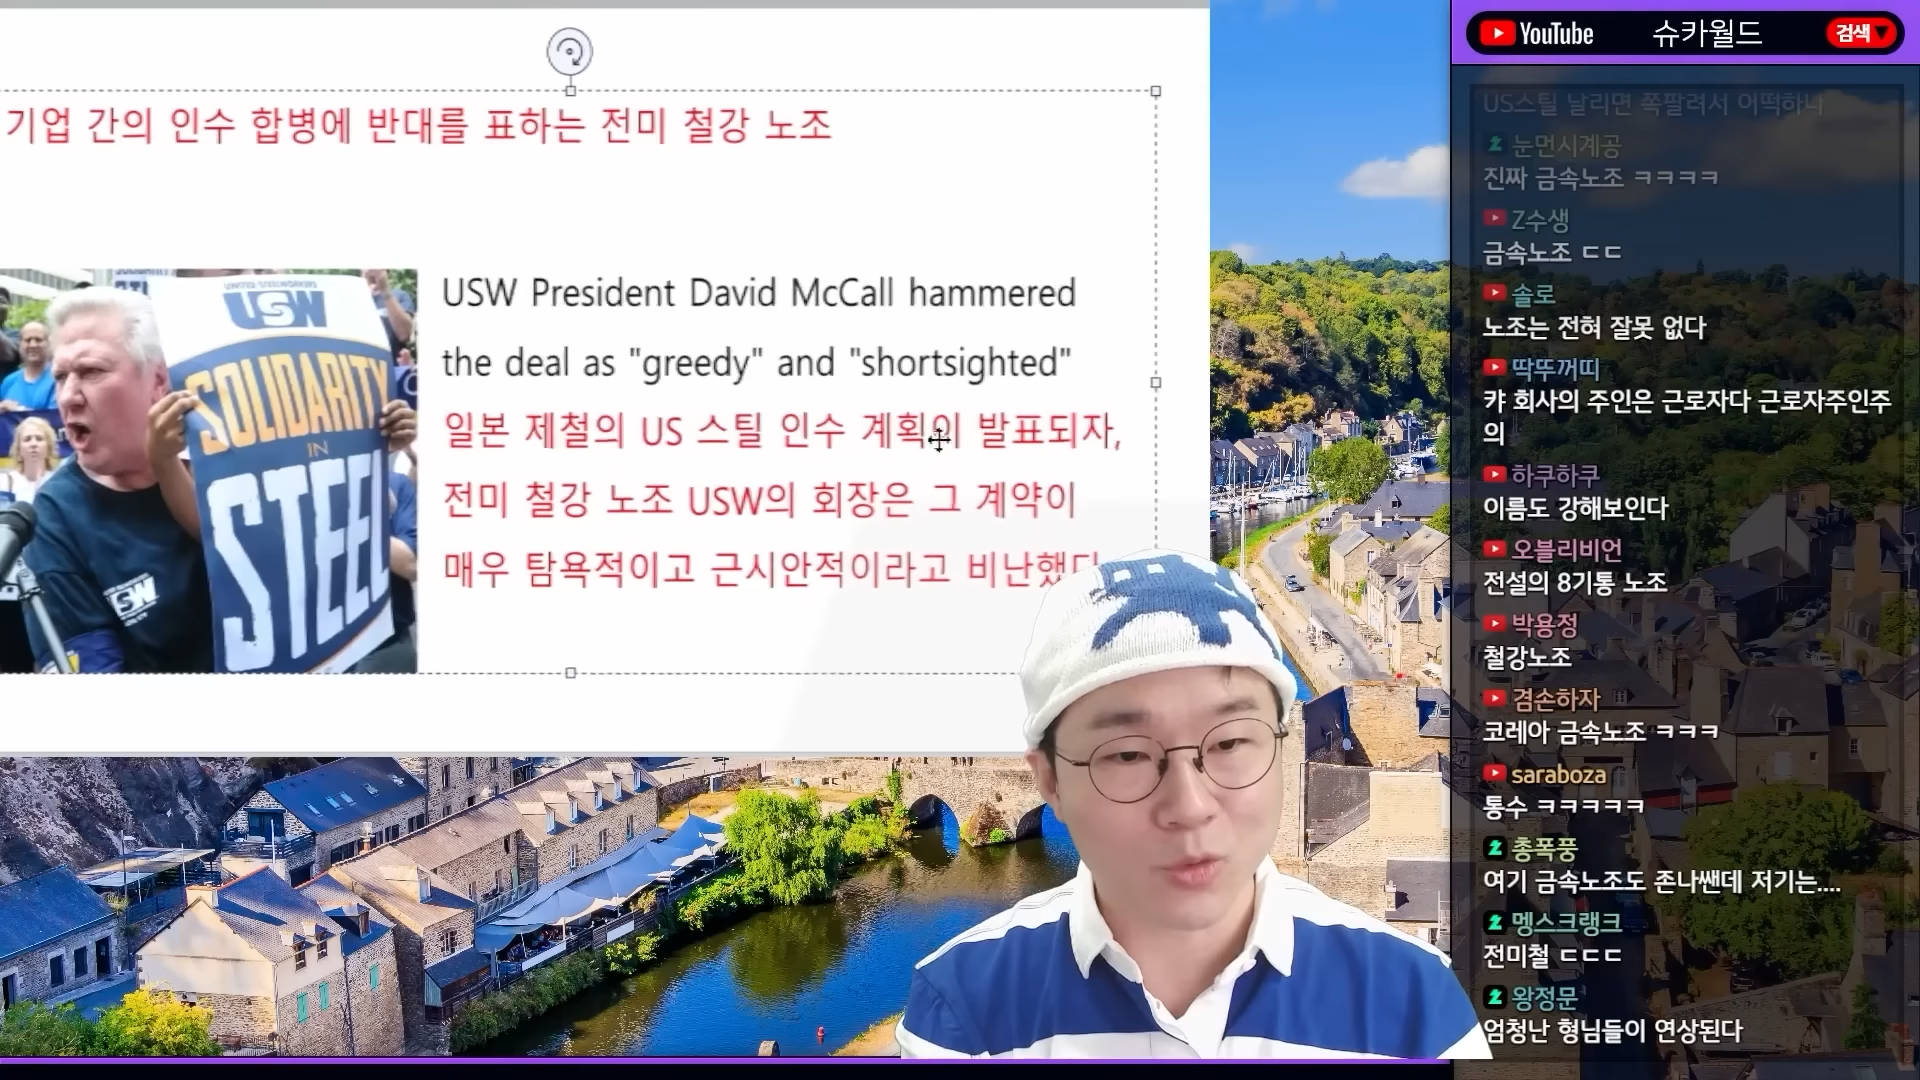 기업 간의 인수 합병에 반대를 표하는 전미 철강 노조
UNITED STEELWORKERS
USW
SOLIDARITY
IN
STEEL
USW
USW President David McCall hammered
the deal as "greedy" and "shortsighted"
일본 제철의 US 스틸 인수 계획이 발표되자,
전미 철강 노조 USW의 회장은 그 계약이
매우 탐욕적이고 근시안적이라고 비난했다
YouTube 슈카월드 검색
US스틸 날리면 쪽팔려서 어떡하냐
눈먼시계공
진짜 금속노조 ㅋㅋㅋㅋ
Z수생
금속노조 ㄷㄷ
솔로
노조는 전혀 잘못 없다
딱뚜꺼띠
캬 회사의 주인은 근로자다 근로자주인주
의
하쿠하쿠
이름도 강해보인다
오블리비언
전설의 8기통 노조
박용정
철강노조
겸손하자
코레아 금속노조 ㅋㅋㅋ
saraboza
통수 ㅋㅋㅋㅋㅋ
총폭풍
여기 금속노조도 존나쌘데 저기는....
멩스크랭크
전미철 ㄷㄷㄷ
왕정문
엄청난 형님들이 연상된다